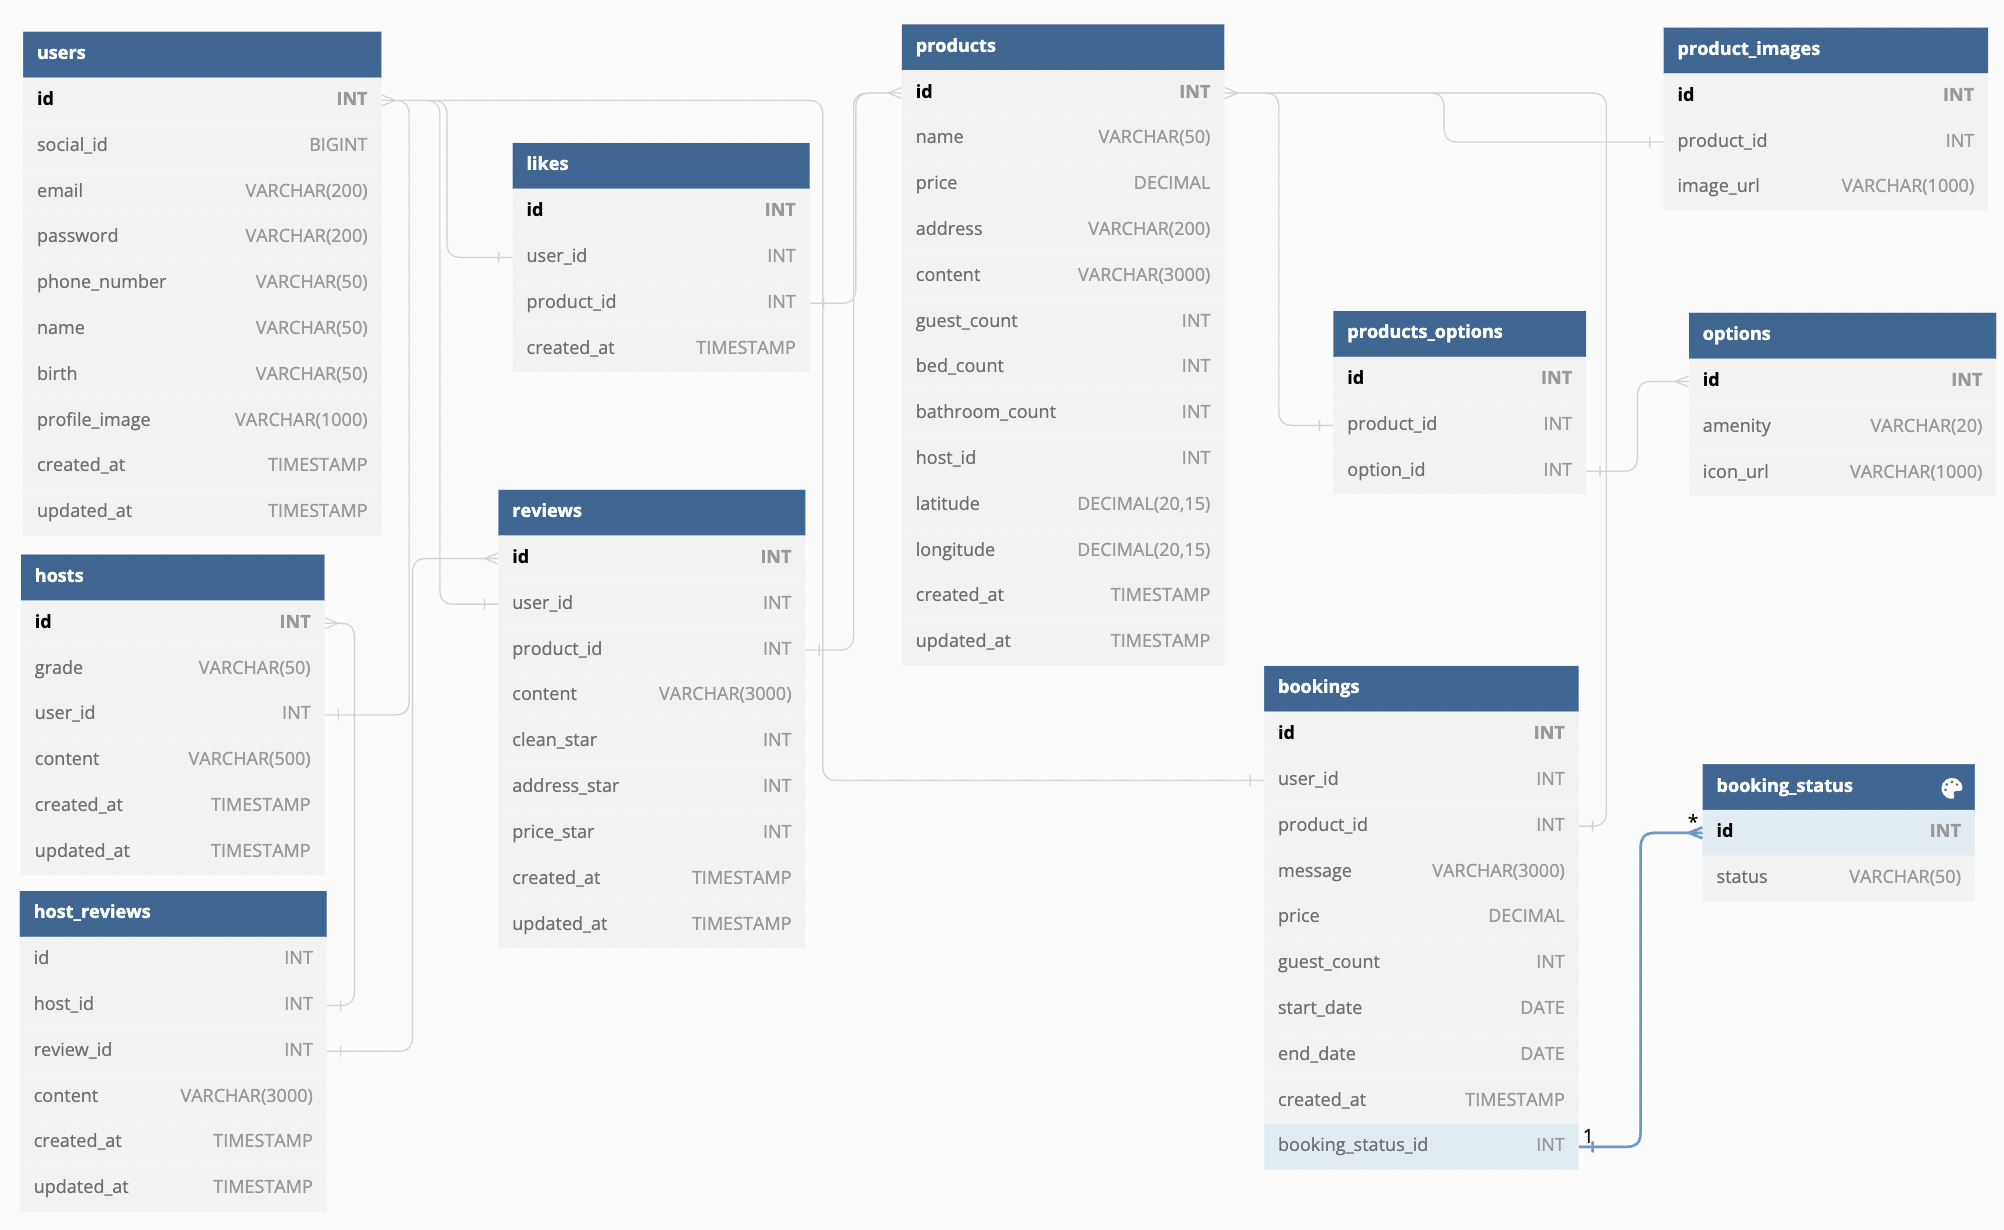 users
id INT
social_id BIGINT
email VARCHAR(200)
password VARCHAR(200)
phone_number VARCHAR(50)
name VARCHAR(50)
birth VARCHAR(50)
profile_image VARCHAR(1000)
created_at TIMESTAMP
updated_at TIMESTAMP
hosts
id INT
grade VARCHAR(50)
user_id INT
content VARCHAR(500)
created_at TIMESTAMP
updated_at TIMESTAMP
host_reviews
id INT
host_id INT
review_id INT
content VARCHAR(3000)
created_at TIMESTAMP
updated_at TIMESTAMP
likes
id INT
user_id INT
product_id INT
created_at TIMESTAMP
reviews
id INT
user_id INT
product_id INT
content VARCHAR(3000)
clean_star INT
address_star INT
price_star INT
created_at TIMESTAMP
updated_at TIMESTAMP
products
id INT
name VARCHAR(50)
price DECIMAL
address VARCHAR(200)
content VARCHAR(3000)
guest_count INT
bed_count INT
bathroom_count INT
host_id INT
latitude DECIMAL(20,15)
longitude DECIMAL(20,15)
created_at TIMESTAMP
updated_at TIMESTAMP
product_images
id INT
product_id INT
image_url VARCHAR(1000)
products_options
id INT
product_id INT
option_id INT
options
id INT
amenity VARCHAR(20)
icon_url VARCHAR(1000)
bookings
id INT
user_id INT
product_id INT
message VARCHAR(3000)
price DECIMAL
guest_count INT
start_date DATE
end_date DATE
created_at TIMESTAMP
booking_status_id INT
1
*
booking_status
id INT
status VARCHAR(50)